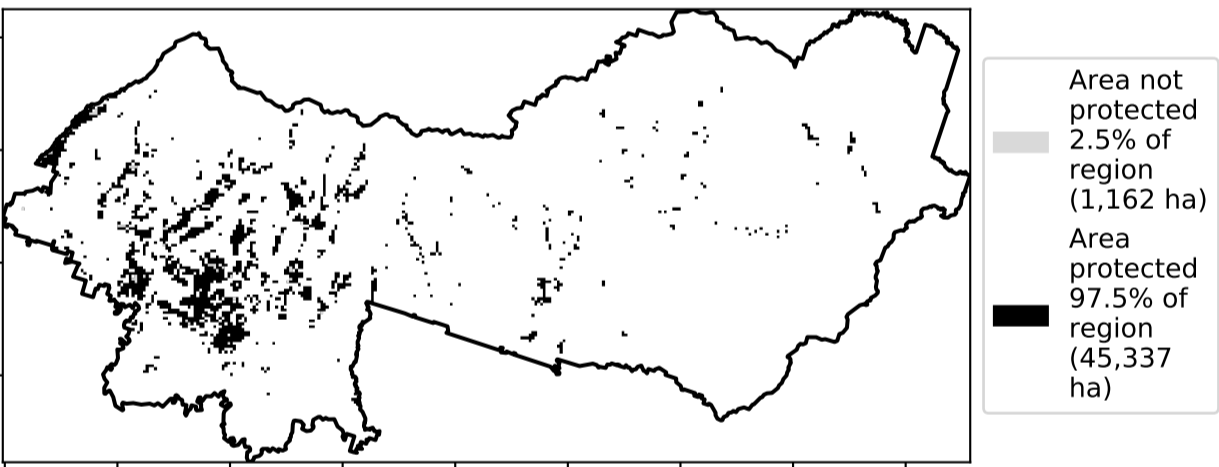 Area not
protected
2.5% of
region
(1,162 ha)
Area
protected
97.5% of
region
(45,337
ha)